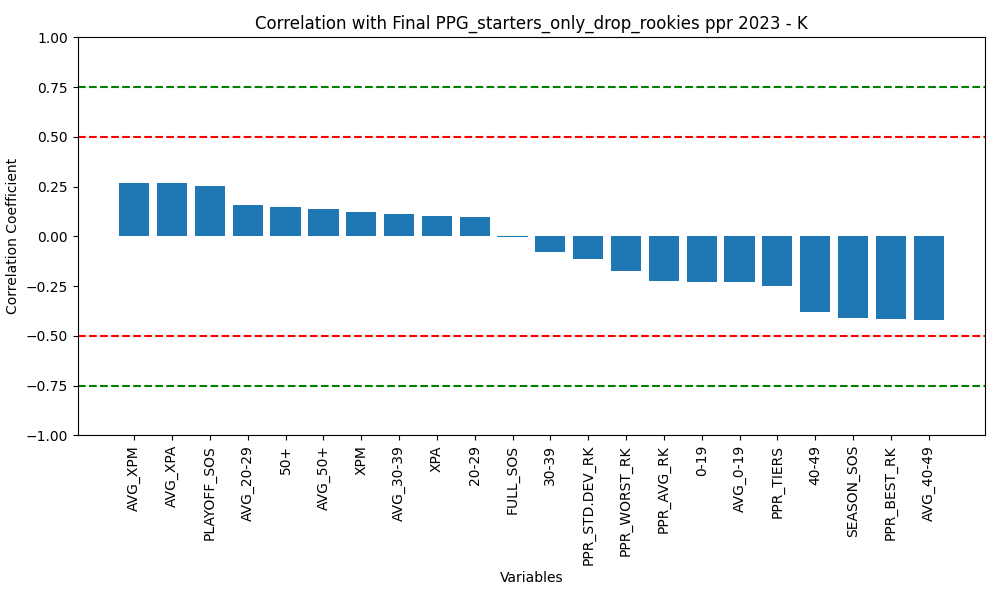 Correlation with Final PPG_starters_only_drop_rookies ppr 2023 - K
1.00
0.75
0.50
0.25
0.00
−0.25
−0.50
−0.75
−1.00
Correlation Coefficient
AVG_XPM
AVG_XPA
PLAYOFF_SOS
AVG_20-29
50+
AVG_50+
XPM
AVG_30-39
XPA
20-29
FULL_SOS
30-39
PPR_STD.DEV_RK
PPR_WORST_RK
PPR_AVG_RK
0-19
AVG_0-19
PPR_TIERS
40-49
SEASON_SOS
PPR_BEST_RK
AVG_40-49
Variables